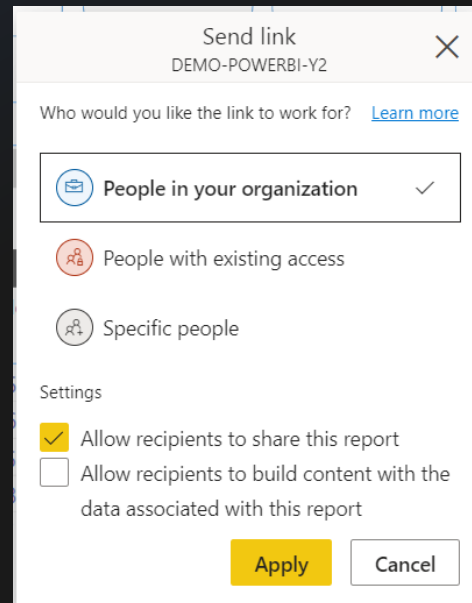 Send link
DEMO-POWERBI-Y2
Who would you like the link to work for? Learn more
People in your organization
People with existing access
Specific people
Settings
Allow recipients to share this report
Allow recipients to build content with the
data associated with this report
Apply Cancel